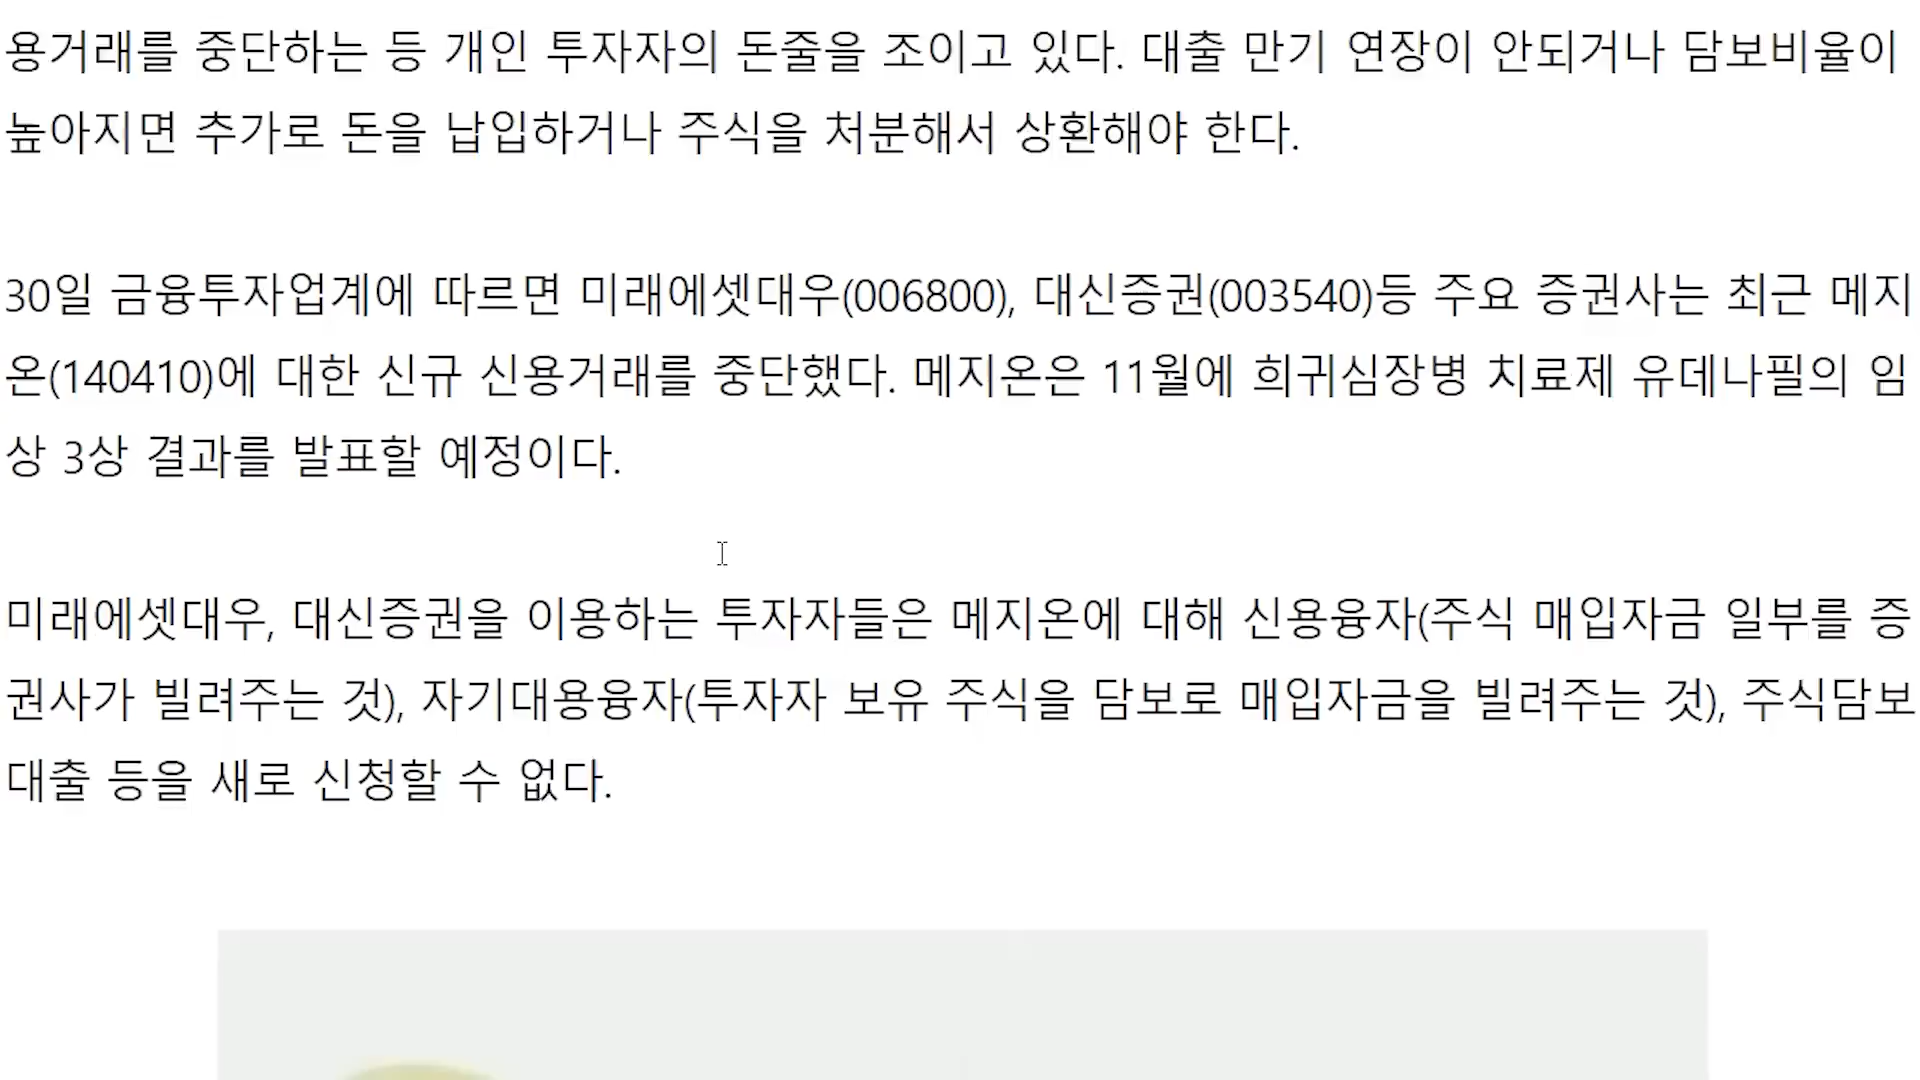 용거래를 중단하는 등 개인 투자자의 돈줄을 조이고 있다. 대출 만기 연장이 안되거나 담보비율이
높아지면 추가로 돈을 납입하거나 주식을 처분해서 상환해야 한다.
30일 금융투자업계에 따르면 미래에셋대우(006800), 대신증권(003540)등 주요 증권사는 최근 메지
온(140410)에 대한 신규 신용거래를 중단했다. 메지온은 11월에 희귀심장병 치료제 유데나필의 임
상 3상 결과를 발표할 예정이다.
미래에셋대우, 대신증권을 이용하는 투자자들은 메지온에 대해 신용융자(주식 매입자금 일부를 증
권사가 빌려주는 것), 자기대용융자(투자자 보유 주식을 담보로 매입자금을 빌려주는 것), 주식담보
대출 등을 새로 신청할 수 없다.